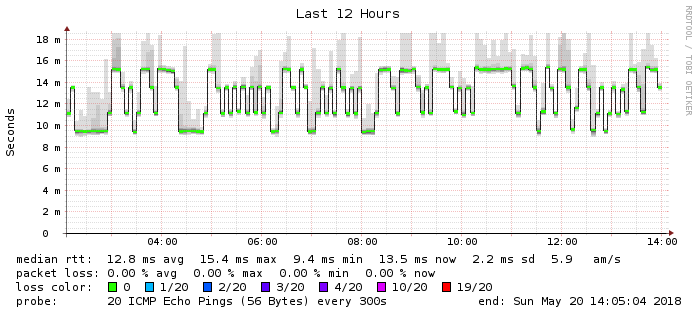 Last 12 Hours
RRDTOOL / TOBI OETIKER
Seconds
18 m
16 m
14 m
12 m
10 m
8 m
6 m
4 m
2 m
0
04:00 06:00 08:00 10:00 12:00 14:00
median rtt: 12.8 ms avg 15.4 ms max 9.4 ms min 13.5 ms now 2.2 ms sd 5.9 am/s
packet loss: 0.00 % avg 0.00 % max 0.00 % min 0.00 % now
loss color: 0 1/20 2/20 3/20 4/20 10/20 19/20
probe: 20 ICMP Echo Pings (56 Bytes) every 300s end: Sun May 20 14:05:04 2018